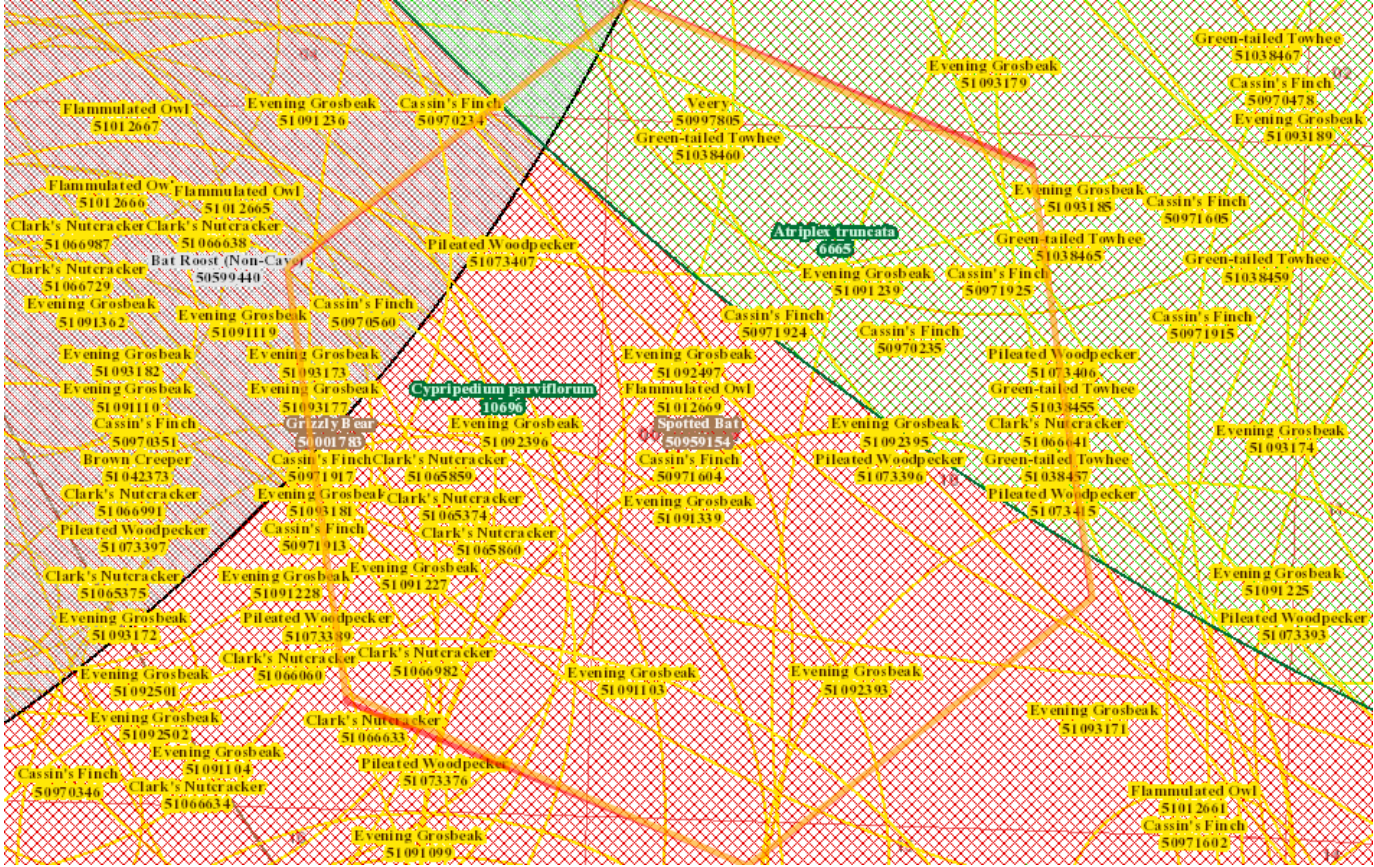 Green-tailed Towhee
51038467
04
Evening Grosbeak
51093179
02
Cassin's Finch
50970478
Flammulated Owl
51012667
Evening Grosbeak
51091236
Cassin's Finch
50970234
Veery
50997805
Evening Grosbeak
51093189
Green-tailed Towhee
51038460
Flammulated Owl
51012666
Flammulated Owl
51012665
Evening Grosbeak
51093185
Cassin's Finch
50971605
Clark's Nutcracker
51066987
Clark's Nutcracker
51066638
Atriplex truncata
6665
Green-tailed Towhee
51038465
Pileated Woodpecker
51073407
Bat Roost (Non-Cave)
50599440
Clark's Nutcracker
51066729
Evening Grosbeak
51091239
Cassin's Finch
50971925
Green-tailed Towhee
51038459
Evening Grosbeak
51091362
Evening Grosbeak
51091119
Cassin's Finch
50970560
Cassin's Finch
50971924
Cassin's Finch
50970235
Cassin's Finch
50971915
Evening Grosbeak
51093182
Evening Grosbeak
51093173
Evening Grosbeak
51092497
Pileated Woodpecker
51073406
Evening Grosbeak
51091110
Evening Grosbeak
51093177
Cypripedium parviflorum
10696
Flammulated Owl
51012669
Green-tailed Towhee
51038455
Cassin's Finch
50970351
Grizzly Bear
50001783
Evening Grosbeak
51092396
Spotted Bat
50959154
Evening Grosbeak
51092395
Clark's Nutcracker
51066641
Evening Grosbeak
51093174
Brown Creeper
51042373
Cassin's Finch
50971917
Clark's Nutcracker
51065859
Cassin's Finch
50971604
Pileated Woodpecker
51073396
Green-tailed Towhee
51038457
10
Clark's Nutcracker
51066991
Evening Grosbeak
51093181
Clark's Nutcracker
51065374
Evening Grosbeak
51091339
Pileated Woodpecker
51073415
11
Pileated Woodpecker
51073397
Cassin's Finch
50971913
Clark's Nutcracker
51065860
Clark's Nutcracker
51065375
Evening Grosbeak
51091228
Evening Grosbeak
51091227
Evening Grosbeak
51091225
Evening Grosbeak
51093172
Pileated Woodpecker
51073389
Pileated Woodpecker
51073393
Evening Grosbeak
51092501
Clark's Nutcracker
51066060
Clark's Nutcracker
51066982
Evening Grosbeak
51091103
Evening Grosbeak
51092393
Evening Grosbeak
51092502
Clark's Nutcracker
51066633
Evening Grosbeak
51093171
Evening Grosbeak
51091104
Pileated Woodpecker
51073376
Cassin's Finch
50970346
Clark's Nutcracker
51066634
Flammulated Owl
51012661
Cassin's Finch
50971602
16
Evening Grosbeak
51091099
15
14